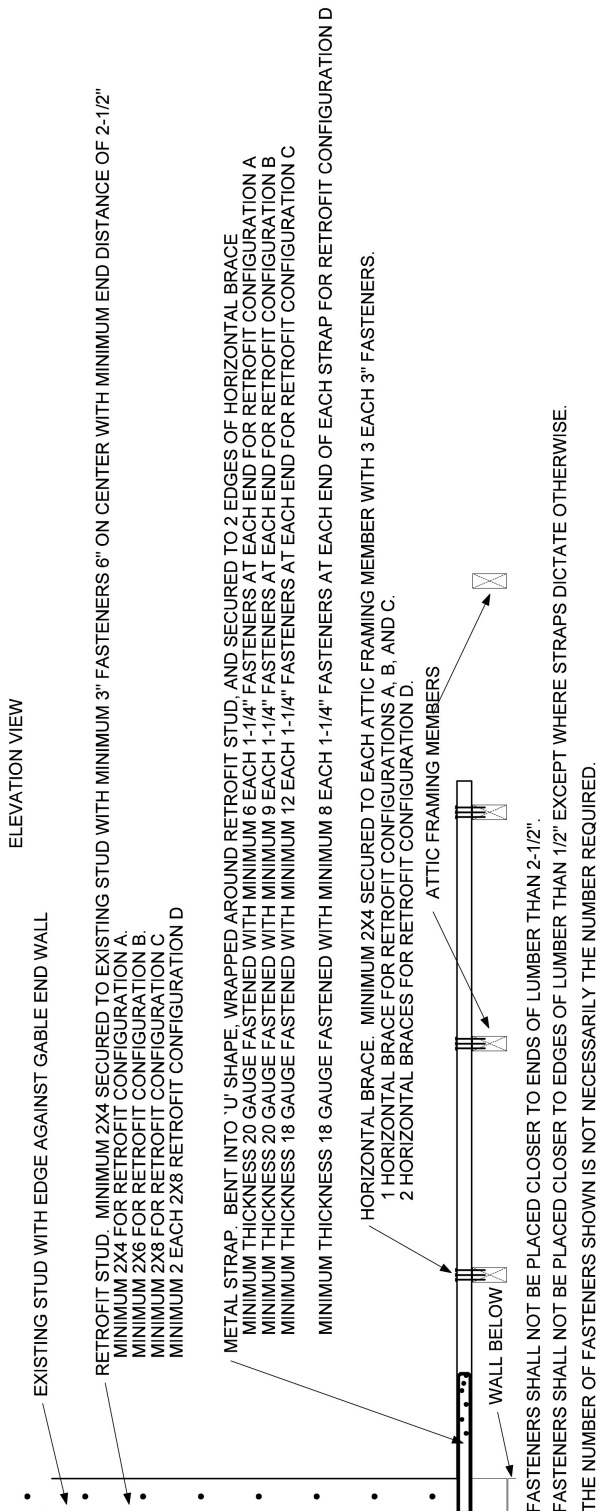 ELEVATION VIEW
EXISTING STUD WITH EDGE AGAINST GABLE END WALL
RETROFIT STUD. MINIMUM 2X4 SECURED TO EXISTING STUD WITH MINIMUM 3" FASTENERS 6" ON CENTER WITH MINIMUM END DISTANCE OF 2-1/2"
MINIMUM 2X4 FOR RETROFIT CONFIGURATION A.
MINIMUM 2X6 FOR RETROFIT CONFIGURATION B.
MINIMUM 2X8 FOR RETROFIT CONFIGURATION C
MINIMUM 2 EACH 2X8 RETROFIT CONFIGURATION D
METAL STRAP. BENT INTO `U' SHAPE, WRAPPED AROUND RETROFIT STUD, AND SECURED TO 2 EDGES OF HORIZONTAL BRACE
MINIMUM THICKNESS 20 GAUGE FASTENED WITH MINIMUM 6 EACH 1-1/4" FASTENERS AT EACH END FOR RETROFIT CONFIGURATION A
MINIMUM THICKNESS 20 GAUGE FASTENED WITH MINIMUM 9 EACH 1-1/4" FASTENERS AT EACH END FOR RETROFIT CONFIGURATION B
MINIMUM THICKNESS 18 GAUGE FASTENED WITH MINIMUM 12 EACH 1-1/4" FASTENERS AT EACH END FOR RETROFIT CONFIGURATION C
MINIMUM THICKNESS 18 GAUGE FASTENED WITH MINIMUM 8 EACH 1-1/4" FASTENERS AT EACH END OF EACH STRAP FOR RETROFIT CONFIGURATION D
HORIZONTAL BRACE. MINIMUM 2X4 SECURED TO EACH ATTIC FRAMING MEMBER WITH 3 EACH 3" FASTENERS.
1 HORIZONTAL BRACE FOR RETROFIT CONFIGURATIONS A, B, AND C.
2 HORIZONTAL BRACES FOR RETROFIT CONFIGURATION D.
ATTIC FRAMING MEMBERS
WALL BELOW
FASTENERS SHALL NOT BE PLACED CLOSER TO ENDS OF LUMBER THAN 2-1/2".
FASTENERS SHALL NOT BE PLACED CLOSER TO EDGES OF LUMBER THAN 1/2" EXCEPT WHERE STRAPS DICTATE OTHERWISE.
THE NUMBER OF FASTENERS SHOWN IS NOT NECESSARILY THE NUMBER REQUIRED.